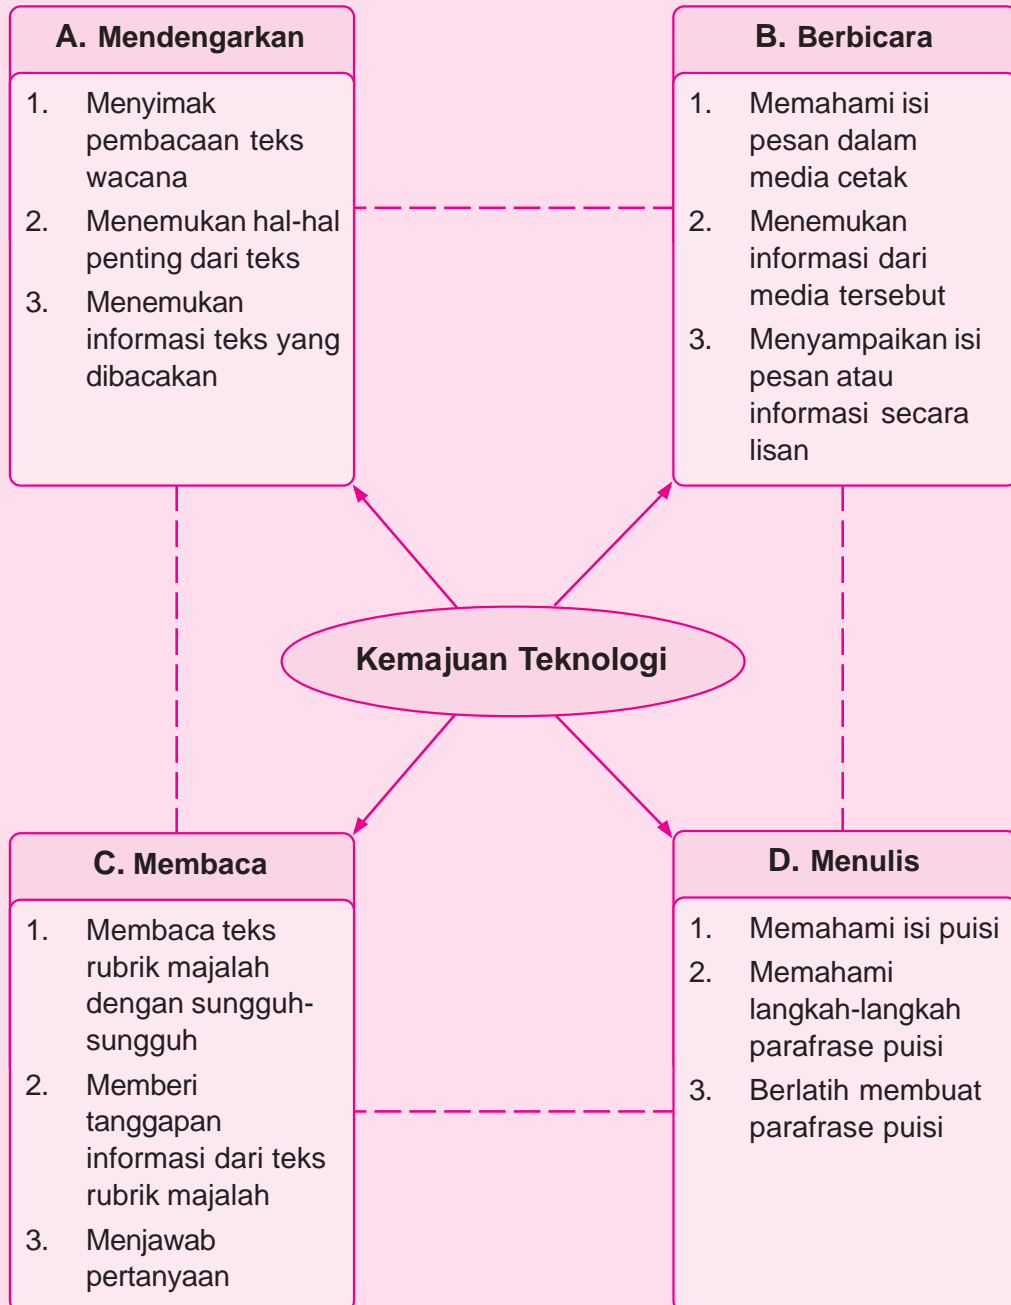 A. Mendengarkan
1. Menyimak
pembacaan teks
wacana
2. Menemukan hal-hal
penting dari teks
3. Menemukan
informasi teks yang
dibacakan
B. Berbicara
1. Memahami isi
pesan dalam
media cetak
2. Menemukan
informasi dari
media tersebut
3. Menyampaikan isi
pesan atau
informasi secara
lisan
Kemajuan Teknologi
C. Membaca
1. Membaca teks
rubrik majalah
dengan sungguh-
sungguh
2. Memberi
tanggapan
informasi dari teks
rubrik majalah
3. Menjawab
pertanyaan
D. Menulis
1. Memahami isi puisi
2. Memahami
langkah-langkah
parafrase puisi
3. Berlatih membuat
parafrase puisi